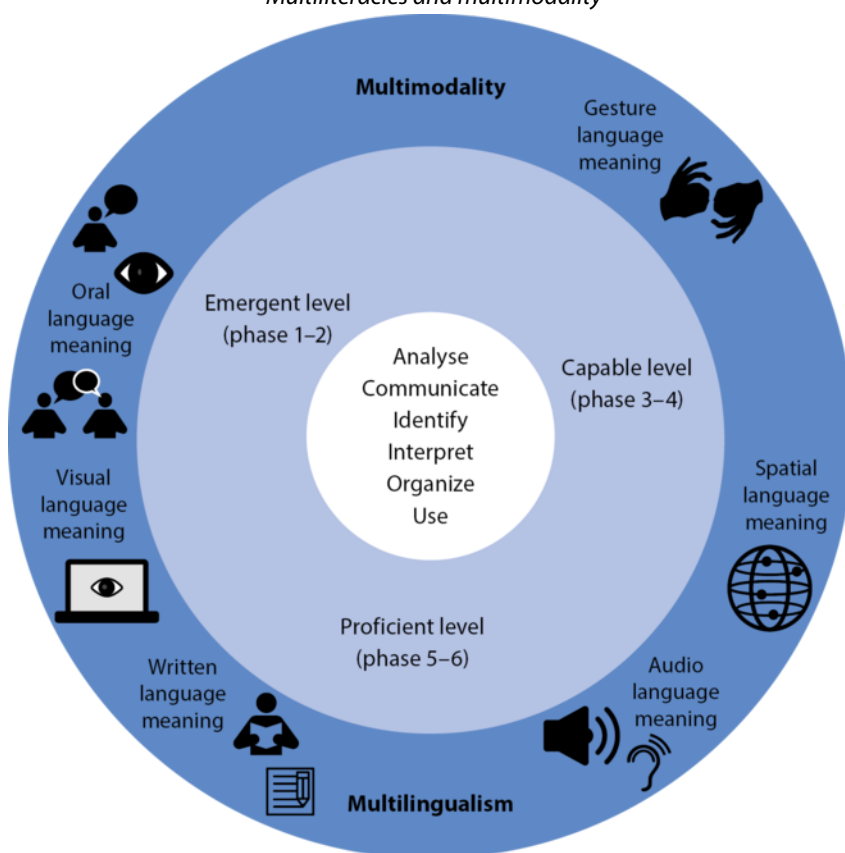 Multiliteracies and multimodality
Multimodality
Gesture
language
meaning
Oral
language
meaning
Emergent level
(phase 1–2)
Analyse
Communicate
Identify
Interpret
Organize
Use
Capable level
(phase 3–4)
Visual
language
meaning
Spatial
language
meaning
Proficient level
(phase 5–6)
Written
language
meaning
Audio
language
meaning
Multilingualism